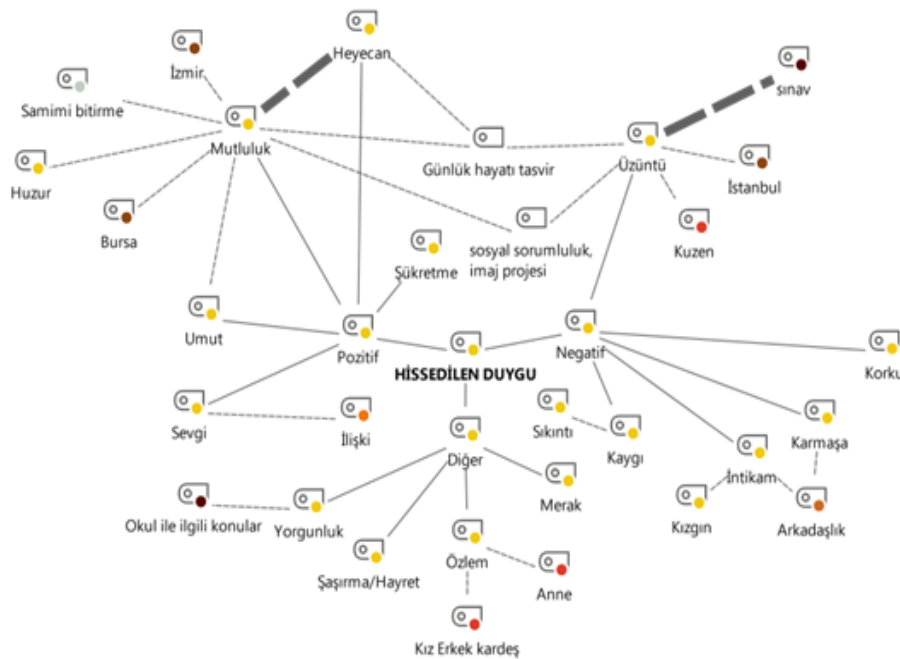 Heyecan
İzmir
sınav
Samimi bitirme
Mutluluk
Günlük hayatı tasvir
Üzüntü
İstanbul
Huzur
Bursa
Şükretme
sosyal sorumluluk,
imaj projesi
Kuzen
Umut
Pozitif
Negatif
HİSSEDİLEN DUYGU
Korku
Sevgi
İlişki
Diğer
Sıkıntı
Kaygı
Karmaşa
İntikam
Merak
Okul ile ilgili konular
Yorgunluk
Kızgın
Arkadaşlık
Şaşırma/Hayret
Özlem
Anne
Kız Erkek kardeş